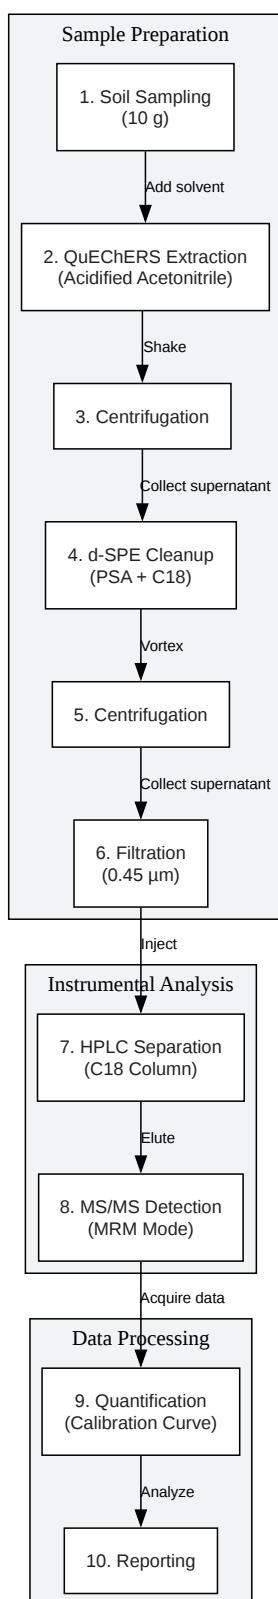 Sample Preparation
1. Soil Sampling
(10 g)
Add solvent
2. QuEChERS Extraction
(Acidified Acetonitrile)
Shake
3. Centrifugation
Collect supernatant
4. d-SPE Cleanup
(PSA + C18)
Vortex
5. Centrifugation
Collect supernatant
6. Filtration
(0.45 µm)
Inject
Instrumental Analysis
7. HPLC Separation
(C18 Column)
Elute
8. MS/MS Detection
(MRM Mode)
Acquire data
Data Processing
9. Quantification
(Calibration Curve)
Analyze
10. Reporting